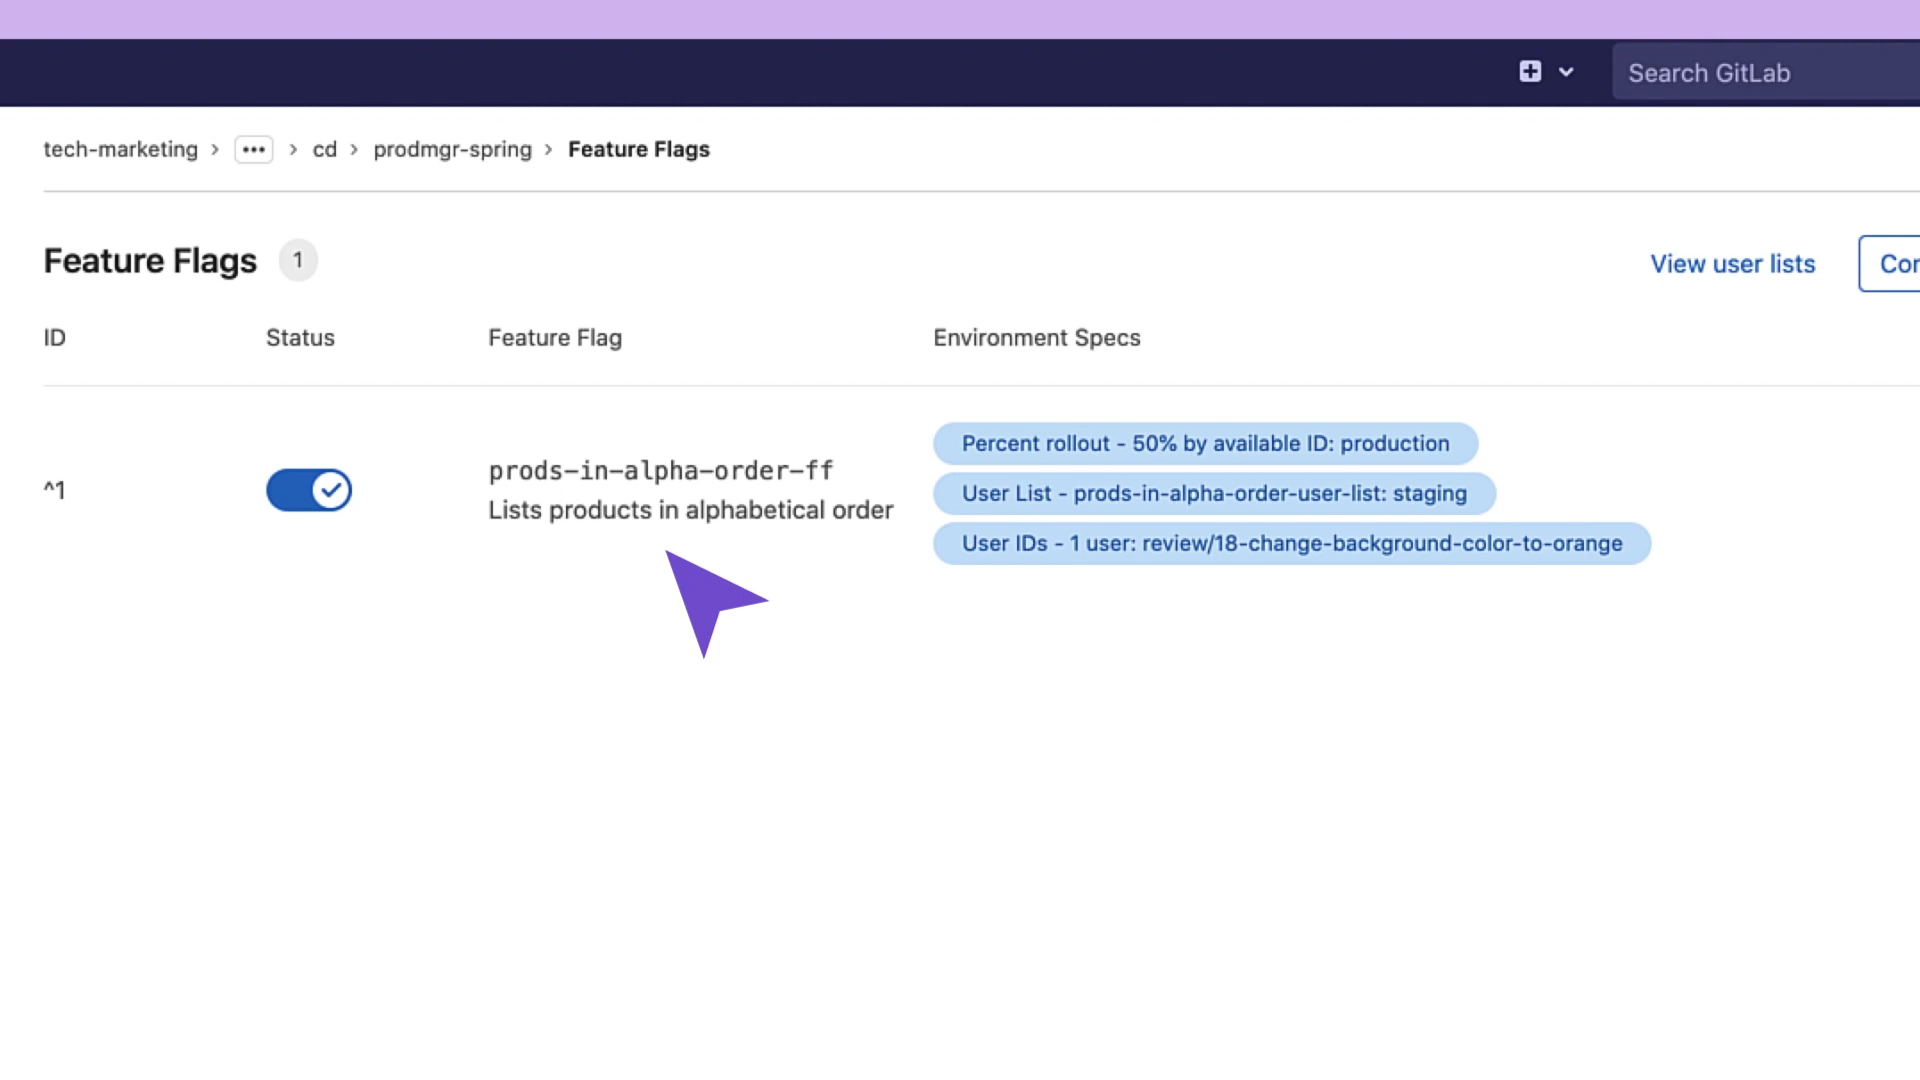 Search GitLab
tech-marketing > ••• > cd > prodmgr-spring > Feature Flags
Feature Flags 1
View user lists
ID Status Feature Flag Environment Specs
^1
prods-in-alpha-order-ff
Lists products in alphabetical order
Percent rollout - 50% by available ID: production
User List - prods-in-alpha-order-user-list: staging
User IDs - 1 user: review/18-change-background-color-to-orange